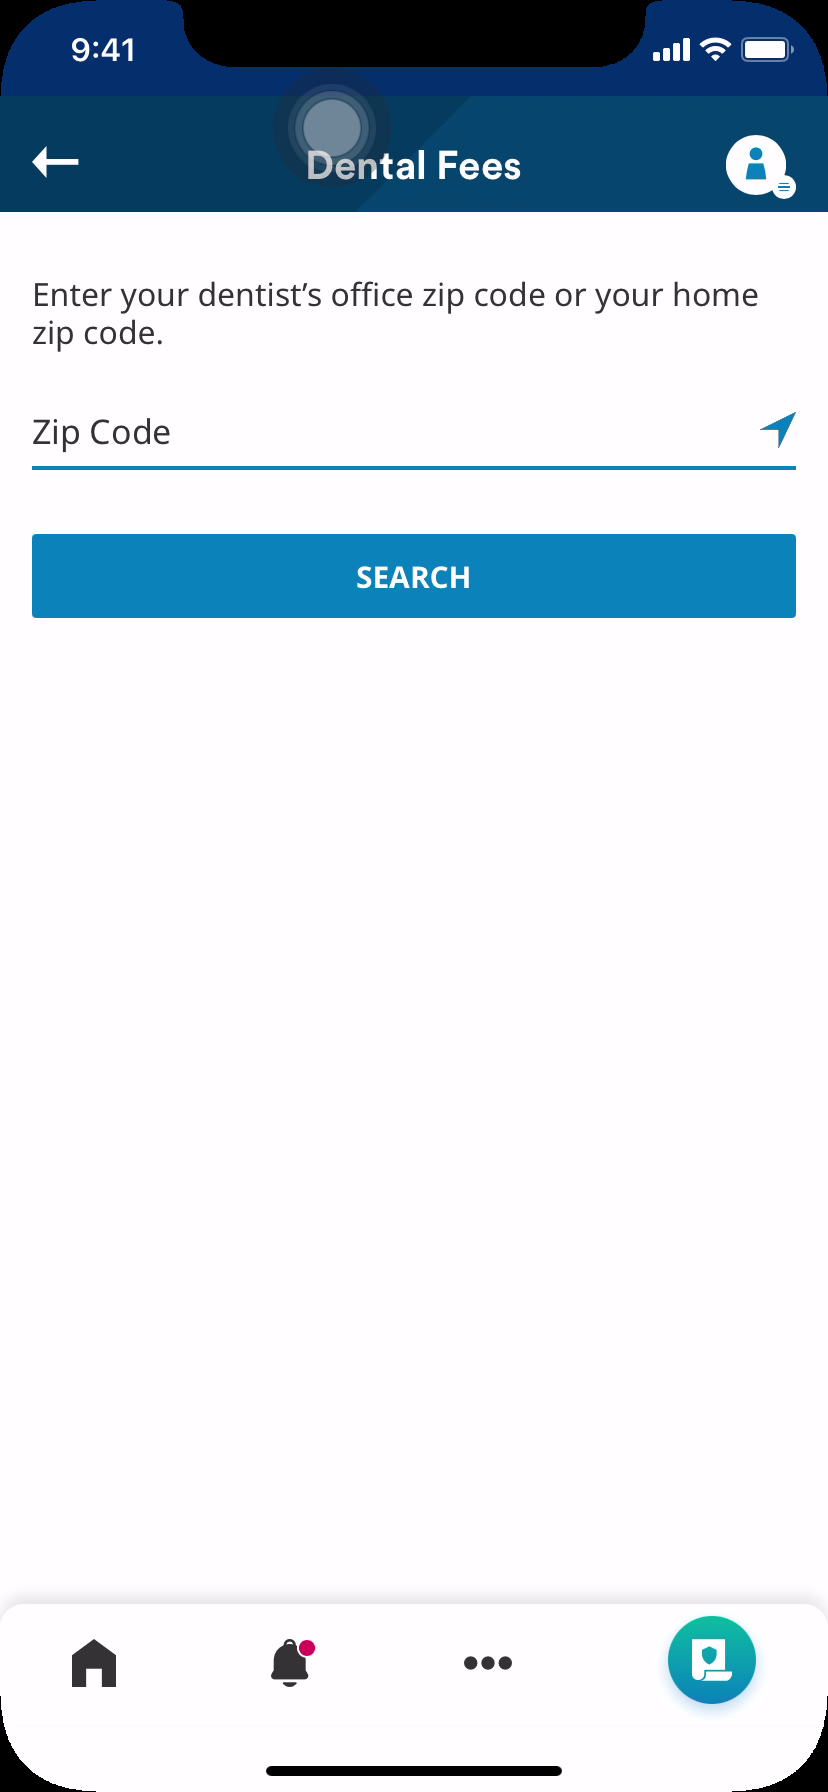 9:41
Dental Fees
Enter your dentist’s office zip code or your home
zip code.
Zip Code
SEARCH